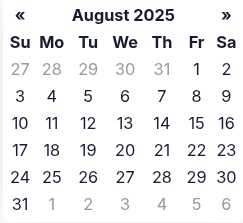 « August 2025 »
Su Mo Tu We Th Fr Sa
27 28 29 30 31 1 2
3 4 5 6 7 8 9
10 11 12 13 14 15 16
17 18 19 20 21 22 23
24 25 26 27 28 29 30
31 1 2 3 4 5 6